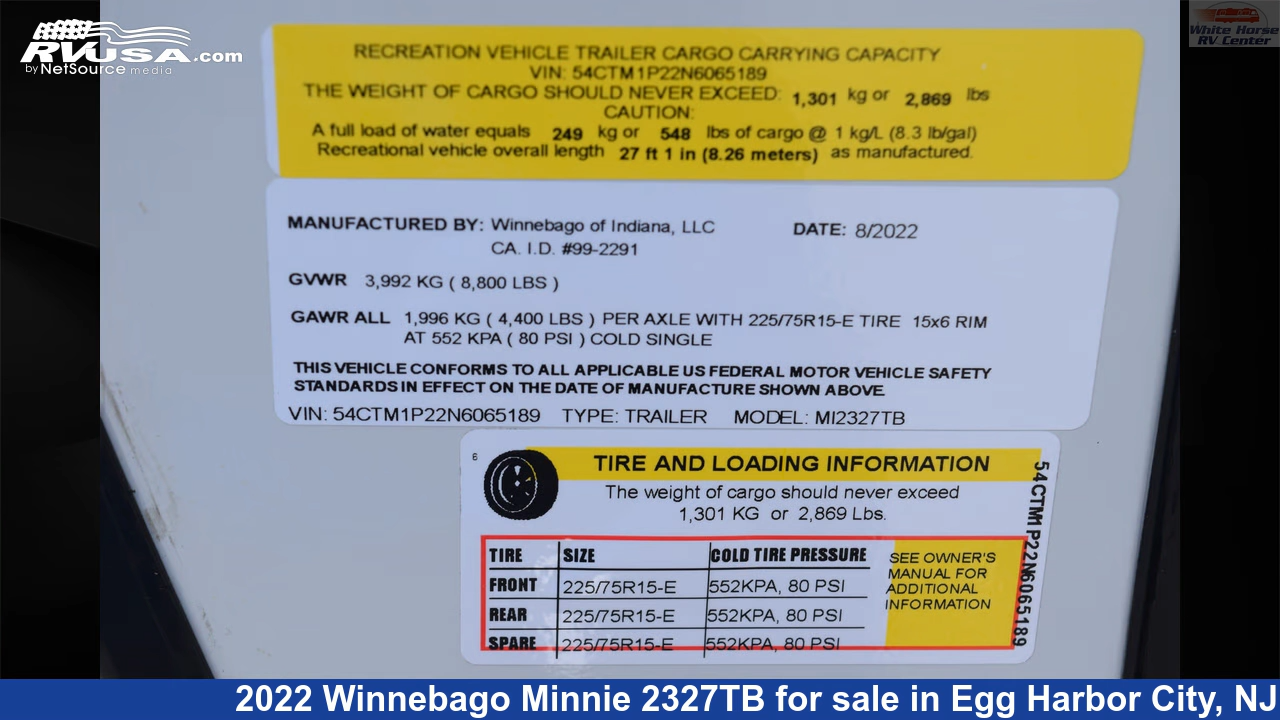 RVUSA.com
by NetSource media
White Horse
RV Center
RECREATION VEHICLE TRAILER CARGO CARRYING CAPACITY
VIN: 54CTM1P22N6065189
THE WEIGHT OF CARGO SHOULD NEVER EXCEED: 1,301 kg or 2,869 lbs
CAUTION:
A full load of water equals 249 kg or 548 lbs of cargo @ 1 kg/L (8.3 lb/gal)
Recreational vehicle overall length 27 ft 1 in (8.26 meters) as manufactured.
MANUFACTURED BY: Winnebago of Indiana, LLC DATE: 8/2022
CA. I.D. #99-2291
GVWR 3,992 KG ( 8,800 LBS )
GAWR ALL 1,996 KG ( 4,400 LBS ) PER AXLE WITH 225/75R15-E TIRE 15x6 RIM
AT 552 KPA ( 80 PSI ) COLD SINGLE
THIS VEHICLE CONFORMS TO ALL APPLICABLE US FEDERAL MOTOR VEHICLE SAFETY
STANDARDS IN EFFECT ON THE DATE OF MANUFACTURE SHOWN ABOVE.
VIN: 54CTM1P22N6065189 TYPE: TRAILER MODEL: MI2327TB
6
TIRE AND LOADING INFORMATION
The weight of cargo should never exceed
1,301 KG or 2,869 Lbs.
TIRE SIZE COLD TIRE PRESSURE
FRONT 225/75R15-E 552KPA, 80 PSI
REAR 225/75R15-E 552KPA, 80 PSI
SPARE 225/75R15-E 552KPA, 80 PSI
SEE OWNER'S
MANUAL FOR
ADDITIONAL
INFORMATION
54CTM1P22N6065189
2022 Winnebago Minnie 2327TB for sale in Egg Harbor City, NJ